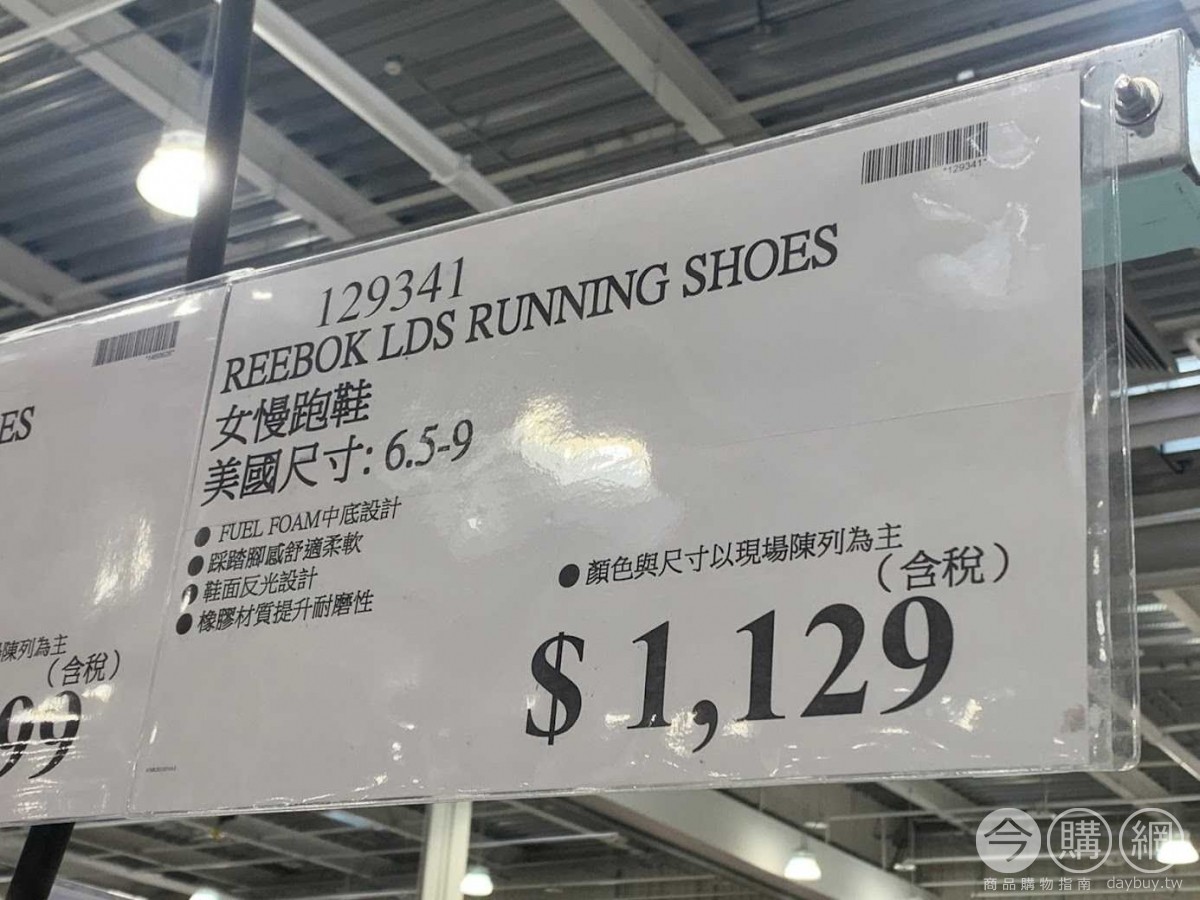 ES
陳列為主
(含稅)
99
*129341*
129341
REEBOK LDS RUNNING SHOES
女慢跑鞋
美國尺寸: 6.5-9
● FUEL FOAM中底設計
● 踩踏腳感舒適柔軟
● 鞋面反光設計
● 橡膠材質提升耐磨性
● 顏色與尺寸以現場陳列為主
(含稅)
$ 1,129
今購網
商品購物指南 daybuy.tw